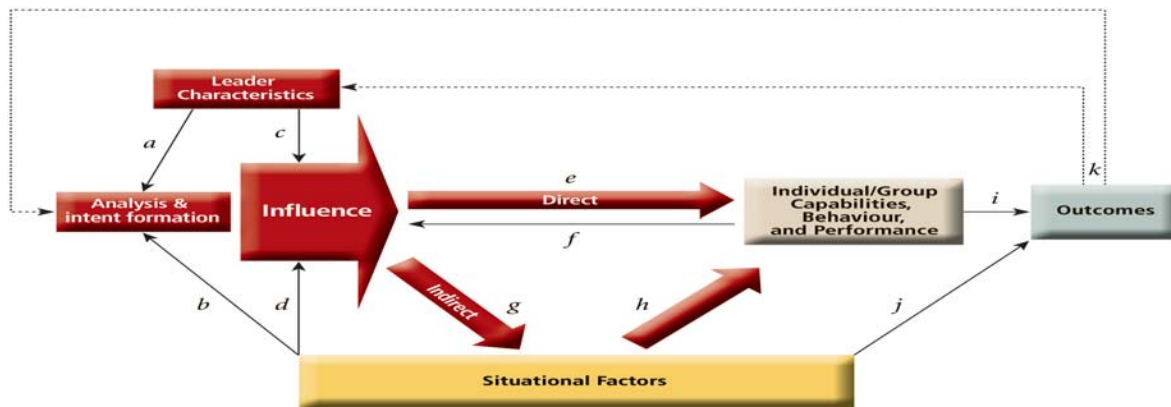 Leader
Characteristics
a
c
k
Analysis &
intent formation
Influence
e
Direct
f
Individual/Group
Capabilities,
Behaviour,
and Performance
i
Outcomes
b
d
Indirect
g
h
j
Situational Factors